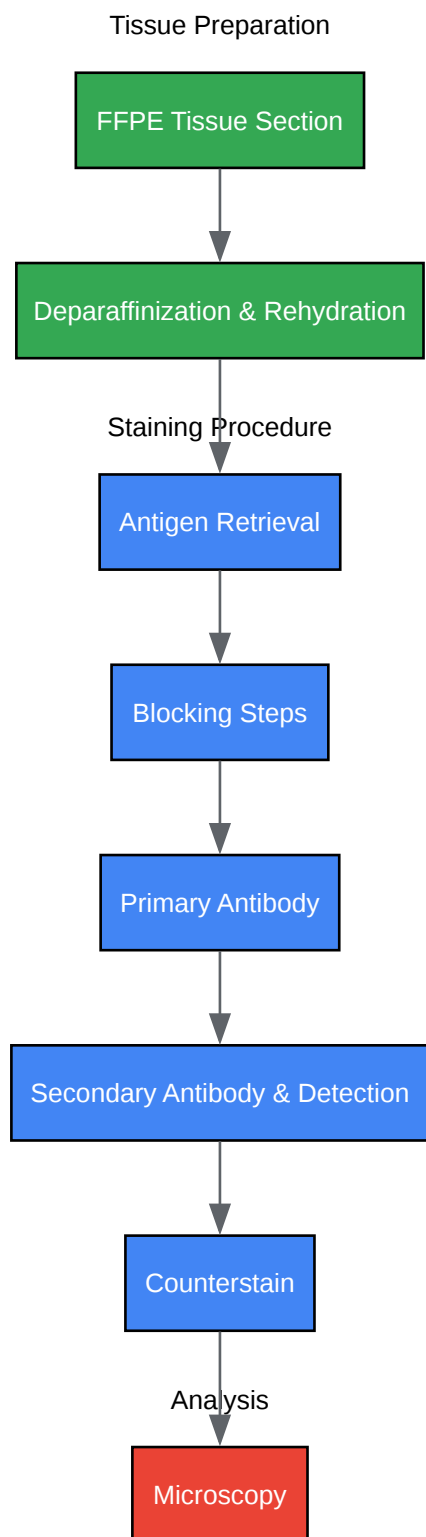 Tissue Preparation
FFPE Tissue Section
Deparaffinization & Rehydration
Staining Procedure
Antigen Retrieval
Blocking Steps
Primary Antibody
Secondary Antibody & Detection
Counterstain
Analysis
Microscopy